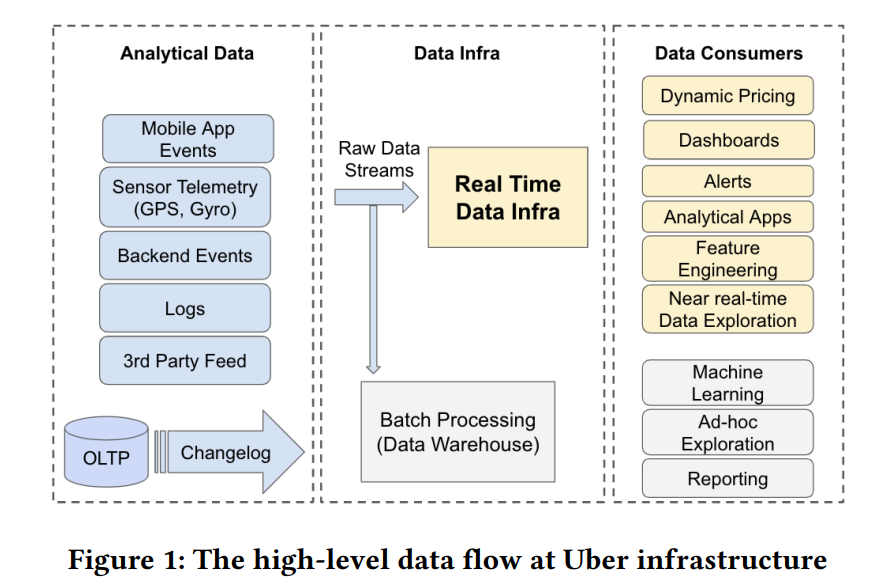 Analytical Data
Mobile App
Events
Sensor Telemetry
(GPS, Gyro)
Backend Events
Logs
3rd Party Feed
OLTP
Changelog
Data Infra
Raw Data
Streams
Real Time
Data Infra
Batch Processing
(Data Warehouse)
Data Consumers
Dynamic Pricing
Dashboards
Alerts
Analytical Apps
Feature
Engineering
Near real-time
Data Exploration
Machine
Learning
Ad-hoc
Exploration
Reporting
Figure 1: The high-level data flow at Uber infrastructure